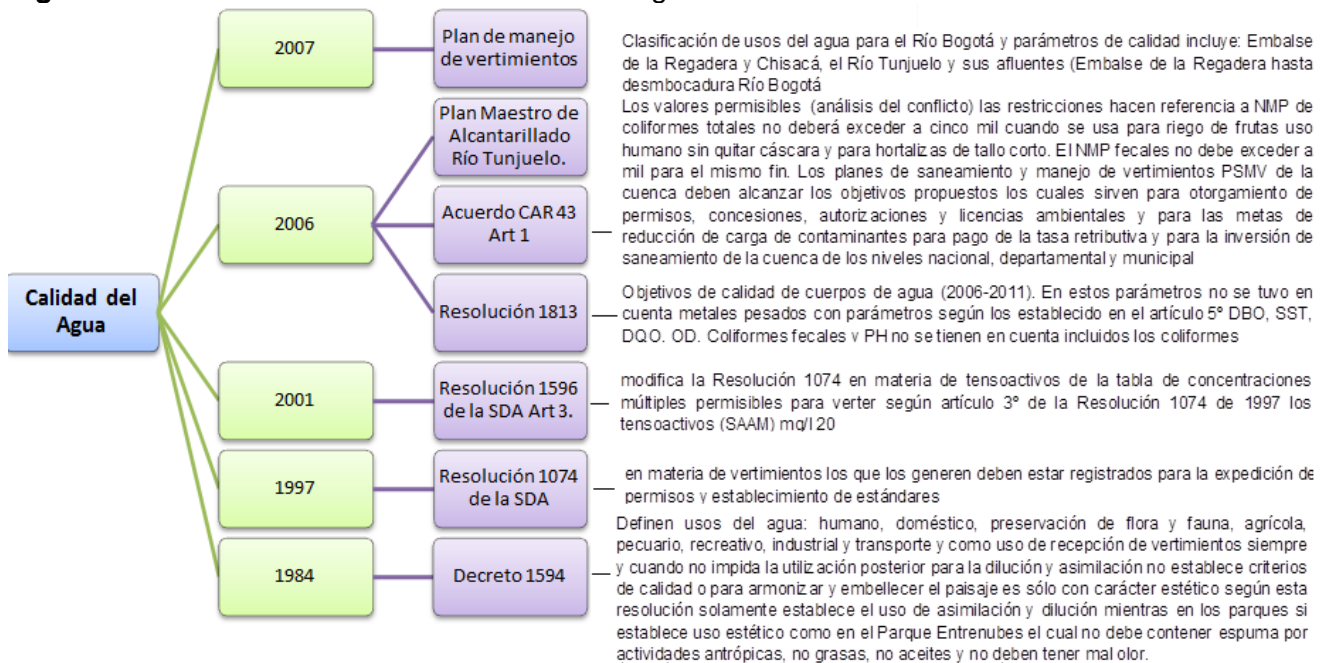 Calidad del
Agua
2007
Plan de manejo
de vertimientos
Clasificación de usos del agua para el Río Bogotá y parámetros de calidad incluye: Embalse
de la Regadera y Chisacá, el Río Tunjuelo y sus afluentes (Embalse de la Regadera hasta
desmbocadura Río Bogotá
2006
Plan Maestro de
Alcantarillado
Río Tunjuelo.
Acuerdo CAR 43
Art 1
Los valores permisibles (análisis del conflicto) las restricciones hacen referencia a NMP de
coliformes totales no deberá exceder a cinco mil cuando se usa para riego de frutas uso
humano sin quitar cáscara y para hortalizas de tallo corto. El NMP fecales no debe exceder a
mil para el mismo fin. Los planes de saneamiento y manejo de vertimientos PSMV de la
cuenca deben alcanzar los objetivos propuestos los cuales sirven para otorgamiento de
permisos, concesiones, autorizaciones y licencias ambientales y para las metas de
reducción de carga de contaminantes para pago de la tasa retributiva y para la inversión de
saneamiento de la cuenca de los niveles nacional, departamental y municipal
Resolución 1813
Objetivos de calidad de cuerpos de agua (2006-2011). En estos parámetros no se tuvo en
cuenta metales pesados con parámetros según los establecido en el artículo 5º DBO, SST,
DQO. OD. Coliformes fecales y PH no se tienen en cuenta incluidos los coliformes
2001
Resolución 1596
de la SDA Art 3.
modifica la Resolución 1074 en materia de tensoactivos de la tabla de concentraciones
múltiples permisibles para verter según artículo 3º de la Resolución 1074 de 1997 los
tensoactivos (SAAM) mg/l 20
1997
Resolución 1074
de la SDA
en materia de vertimientos los que los generen deben estar registrados para la expedición de
permisos y establecimiento de estándares
1984
Decreto 1594
Definen usos del agua: humano, doméstico, preservación de flora y fauna, agrícola,
pecuario, recreativo, industrial y transporte y como uso de recepción de vertimientos siempre
y cuando no impida la utilización posterior para la dilución y asimilación no establece criterios
de calidad o para armonizar y embellecer el paisaje es sólo con carácter estético según esta
resolución solamente establece el uso de asimilación y dilución mientras en los parques si
establece uso estético como en el Parque Entrenubes el cual no debe contener espuma por
actividades antrópicas, no grasas, no aceites y no deben tener mal olor.